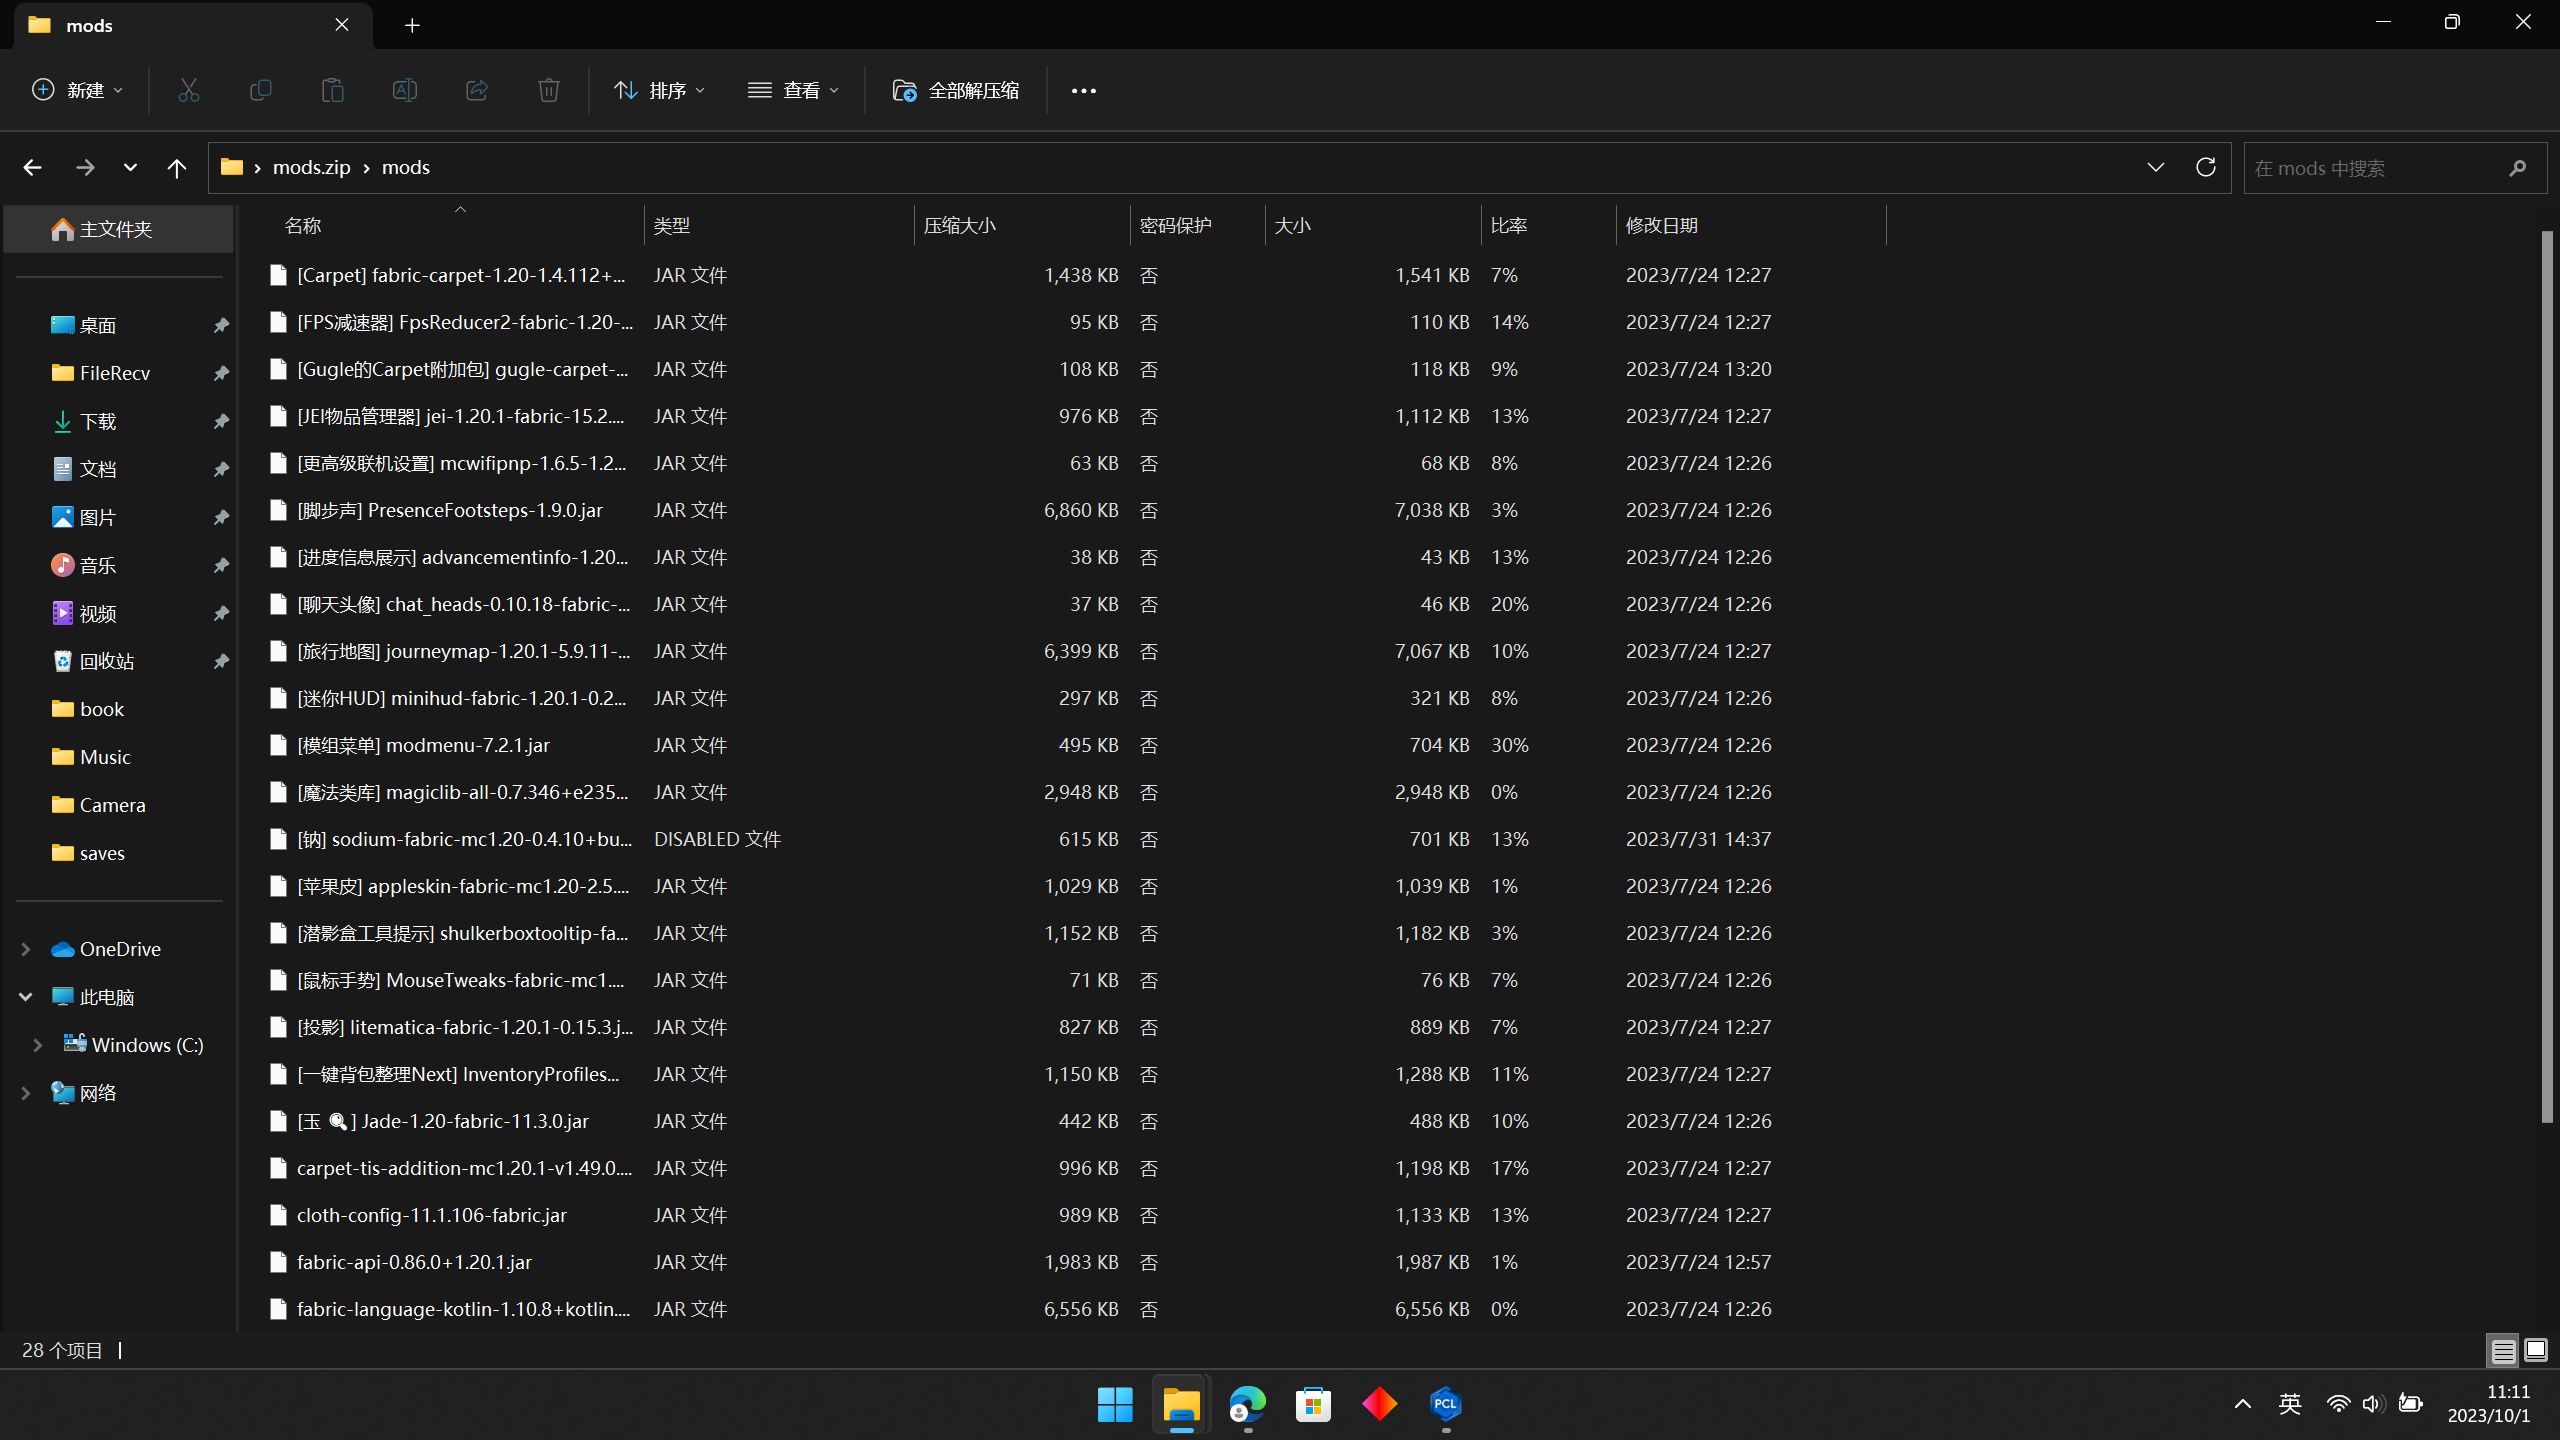 mods
新建
排序
查看
全部解压缩
mods.zip
mods
在 mods 中搜索
主文件夹
桌面
FileRecv
下载
文档
图片
音乐
视频
回收站
book
Music
Camera
saves
OneDrive
此电脑
Windows (C:)
网络
名称 类型 压缩大小 密码保护 大小 比率 修改日期
[Carpet] fabric-carpet-1.20-1.4.112+... JAR 文件 1,438 KB 否 1,541 KB 7% 2023/7/24 12:27
[FPS减速器] FpsReducer2-fabric-1.20-... JAR 文件 95 KB 否 110 KB 14% 2023/7/24 12:27
[Gugle的Carpet附加包] gugle-carpet-... JAR 文件 108 KB 否 118 KB 9% 2023/7/24 13:20
[JEI物品管理器] jei-1.20.1-fabric-15.2.... JAR 文件 976 KB 否 1,112 KB 13% 2023/7/24 12:27
[更高级联机设置] mcwifipnp-1.6.5-1.2... JAR 文件 63 KB 否 68 KB 8% 2023/7/24 12:26
[脚步声] PresenceFootsteps-1.9.0.jar JAR 文件 6,860 KB 否 7,038 KB 3% 2023/7/24 12:26
[进度信息展示] advancementinfo-1.20... JAR 文件 38 KB 否 43 KB 13% 2023/7/24 12:26
[聊天头像] chat_heads-0.10.18-fabric-... JAR 文件 37 KB 否 46 KB 20% 2023/7/24 12:26
[旅行地图] journeymap-1.20.1-5.9.11-... JAR 文件 6,399 KB 否 7,067 KB 10% 2023/7/24 12:27
[迷你HUD] minihud-fabric-1.20.1-0.2... JAR 文件 297 KB 否 321 KB 8% 2023/7/24 12:26
[模组菜单] modmenu-7.2.1.jar JAR 文件 495 KB 否 704 KB 30% 2023/7/24 12:26
[魔法类库] magiclib-all-0.7.346+e235... JAR 文件 2,948 KB 否 2,948 KB 0% 2023/7/24 12:26
[钠] sodium-fabric-mc1.20-0.4.10+bu... DISABLED 文件 615 KB 否 701 KB 13% 2023/7/31 14:37
[苹果皮] appleskin-fabric-mc1.20-2.5.... JAR 文件 1,029 KB 否 1,039 KB 1% 2023/7/24 12:26
[潜影盒工具提示] shulkerboxtooltip-fa... JAR 文件 1,152 KB 否 1,182 KB 3% 2023/7/24 12:26
[鼠标手势] MouseTweaks-fabric-mc1.... JAR 文件 71 KB 否 76 KB 7% 2023/7/24 12:26
[投影] litematica-fabric-1.20.1-0.15.3.j... JAR 文件 827 KB 否 889 KB 7% 2023/7/24 12:27
[一键背包整理Next] InventoryProfiles... JAR 文件 1,150 KB 否 1,288 KB 11% 2023/7/24 12:27
[玉 🔍] Jade-1.20-fabric-11.3.0.jar JAR 文件 442 KB 否 488 KB 10% 2023/7/24 12:26
carpet-tis-addition-mc1.20.1-v1.49.0.... JAR 文件 996 KB 否 1,198 KB 17% 2023/7/24 12:27
cloth-config-11.1.106-fabric.jar JAR 文件 989 KB 否 1,133 KB 13% 2023/7/24 12:27
fabric-api-0.86.0+1.20.1.jar JAR 文件 1,983 KB 否 1,987 KB 1% 2023/7/24 12:57
fabric-language-kotlin-1.10.8+kotlin.... JAR 文件 6,556 KB 否 6,556 KB 0% 2023/7/24 12:26
28 个项目
PCL
英
11:11
2023/10/1